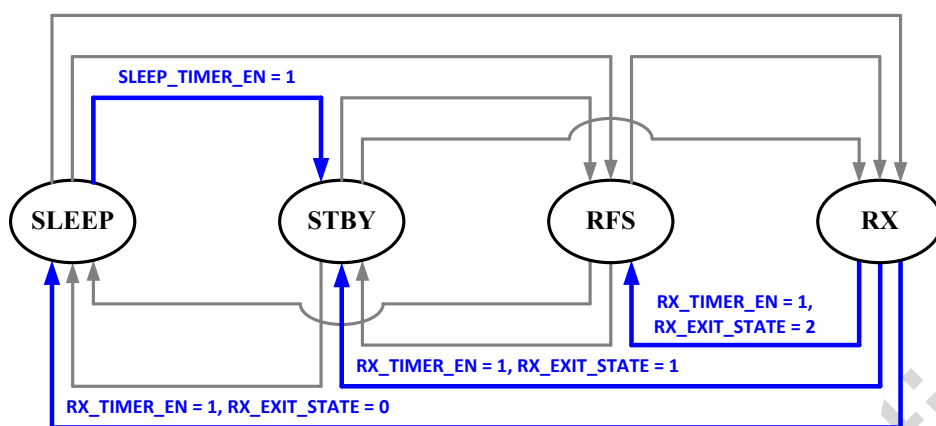 SLEEP_TIMER_EN = 1
SLEEP
STBY
RFS
RX
RX_TIMER_EN = 1,
RX_EXIT_STATE = 2
RX_TIMER_EN = 1, RX_EXIT_STATE = 1
RX_TIMER_EN = 1, RX_EXIT_STATE = 0